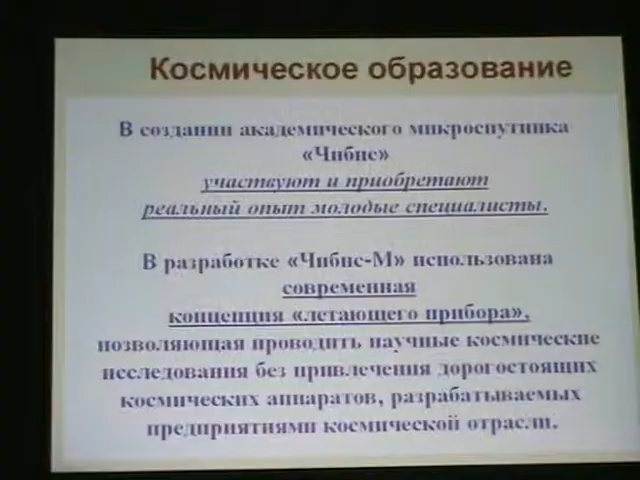 Космическое образование
В создании академического микроспутника
«Чибис»
участвуют и приобретают
реальный опыт молодые специалисты.
В разработке «Чибис-М» использована
современная
концепция «летающего прибора»,
позволяющая проводить научные космические
исследования без привлечения дорогостоящих
космических аппаратов, разрабатываемых
предприятиями космической отрасли.